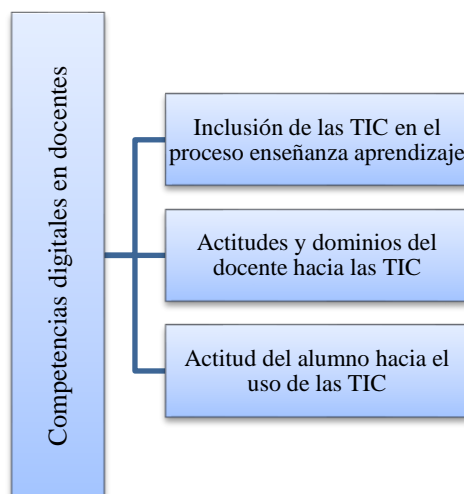 Competencias digitales en docentes
Inclusión de las TIC en el
proceso enseñanza aprendizaje
Actitudes y dominios del
docente hacia las TIC
Actitud del alumno hacia el
uso de las TIC